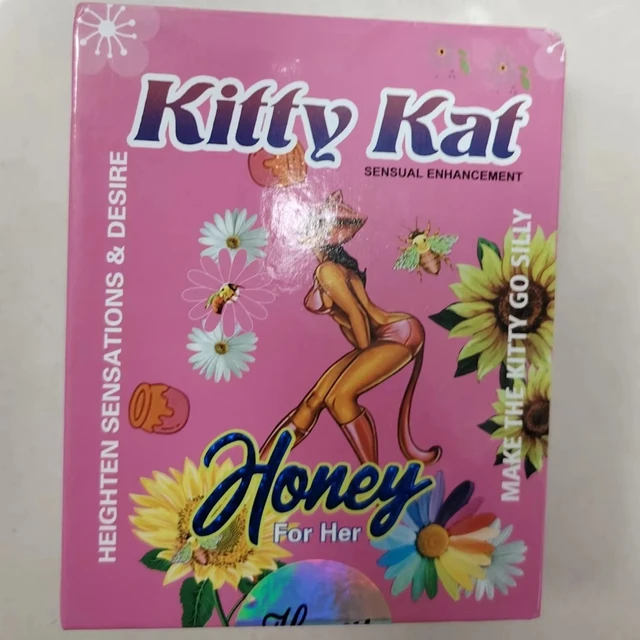 Kitty Kat
SENSUAL ENHANCEMENT
HEIGHTEN SENSATIONS & DESIRE
MAKE THE KITTY GO SILLY
Honey
For Her